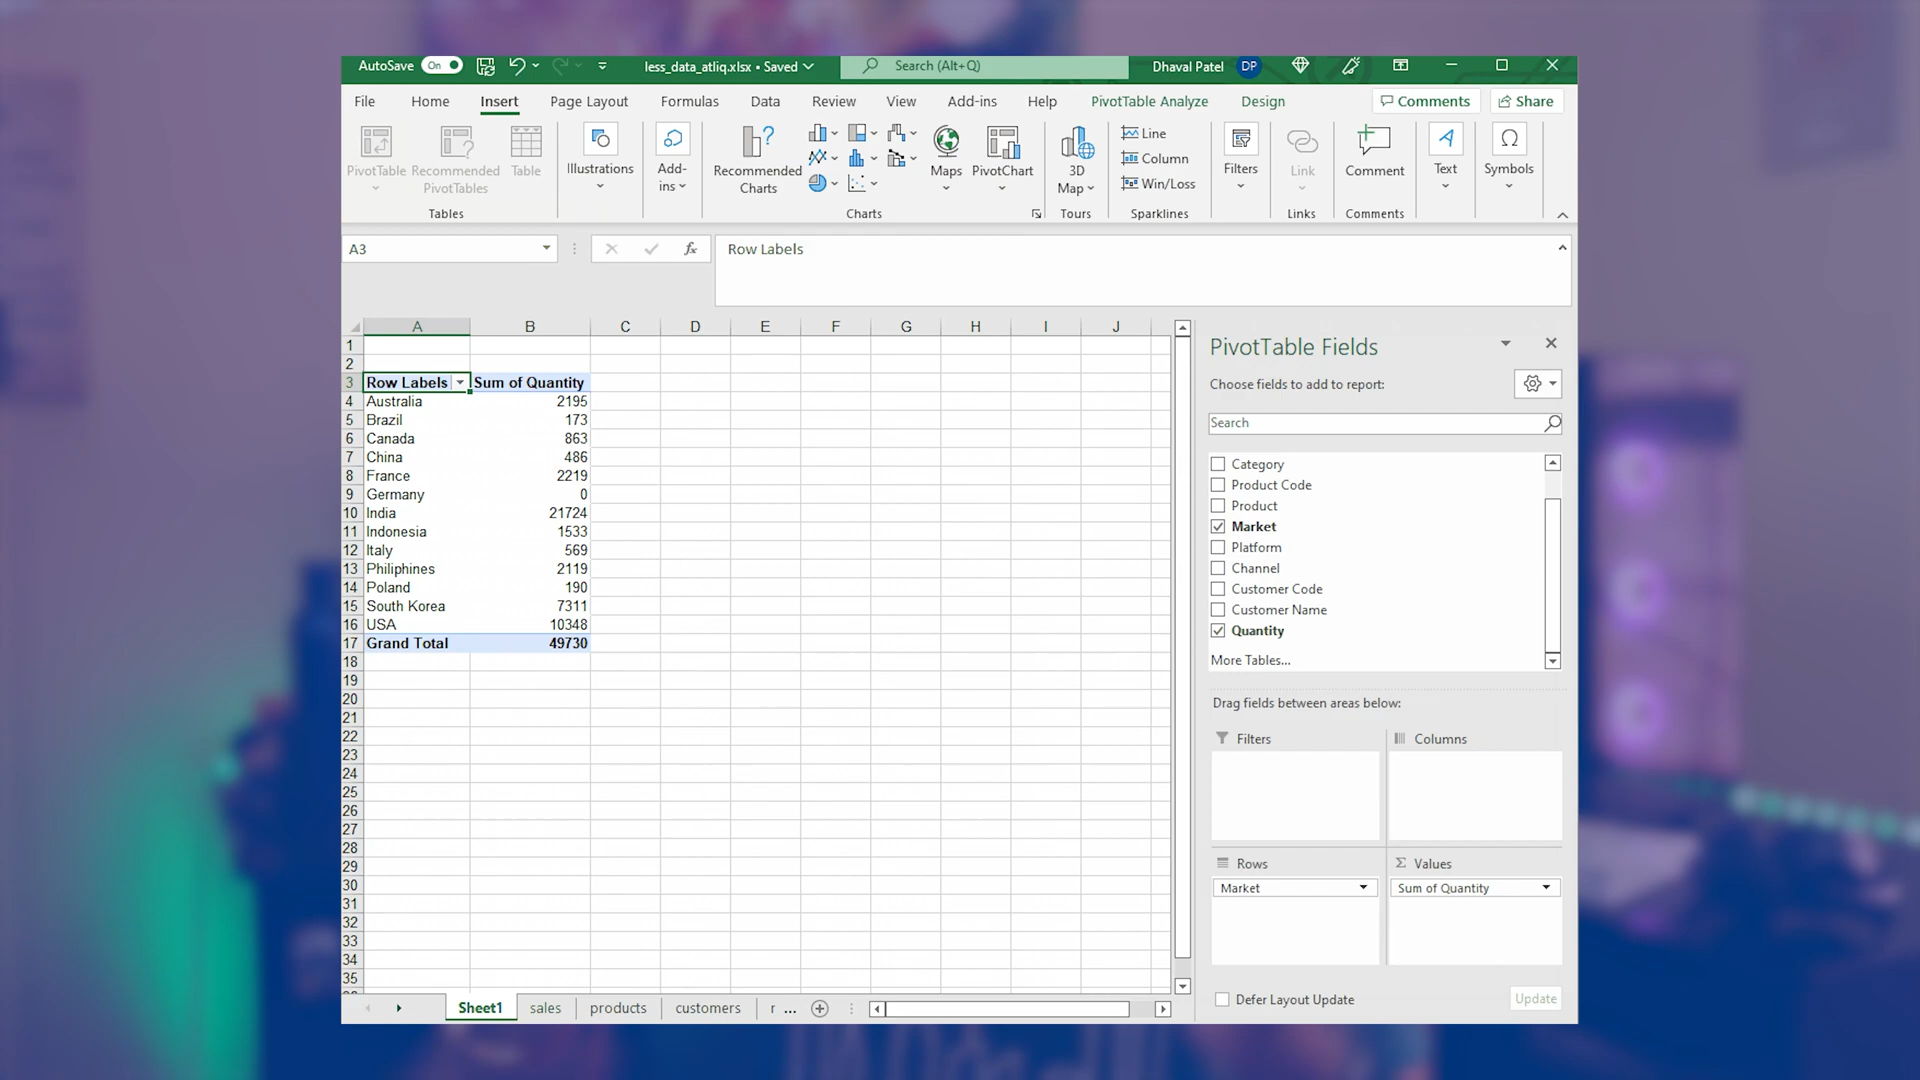 AutoSave On less_data_atliq.xlsx • Saved Search (Alt+Q) Dhaval Patel DP
File Home Insert Page Layout Formulas Data Review View Add-ins Help PivotTable Analyze Design Comments Share
PivotTable Recommended PivotTables Table Illustrations Add-ins Recommended Charts Maps PivotChart 3D Map Line Column Win/Loss Filters Link Comment Text Symbols
Tables Charts Tours Sparklines Links Comments
A3 fx Row Labels
A B C D E F G H I J
1
2
3 Row Labels Sum of Quantity
4 Australia 2195
5 Brazil 173
6 Canada 863
7 China 486
8 France 2219
9 Germany 0
10 India 21724
11 Indonesia 1533
12 Italy 569
13 Philiphines 2119
14 Poland 190
15 South Korea 7311
16 USA 10348
17 Grand Total 49730
18
19
20
21
22
23
24
25
26
27
28
29
30
31
32
33
34
35
Sheet1 sales products customers r ...
PivotTable Fields
Choose fields to add to report:
Search
Category
Product Code
Product
Market
Platform
Channel
Customer Code
Customer Name
Quantity
More Tables...
Drag fields between areas below:
Filters Columns
Rows Σ Values
Market Sum of Quantity
Defer Layout Update Update